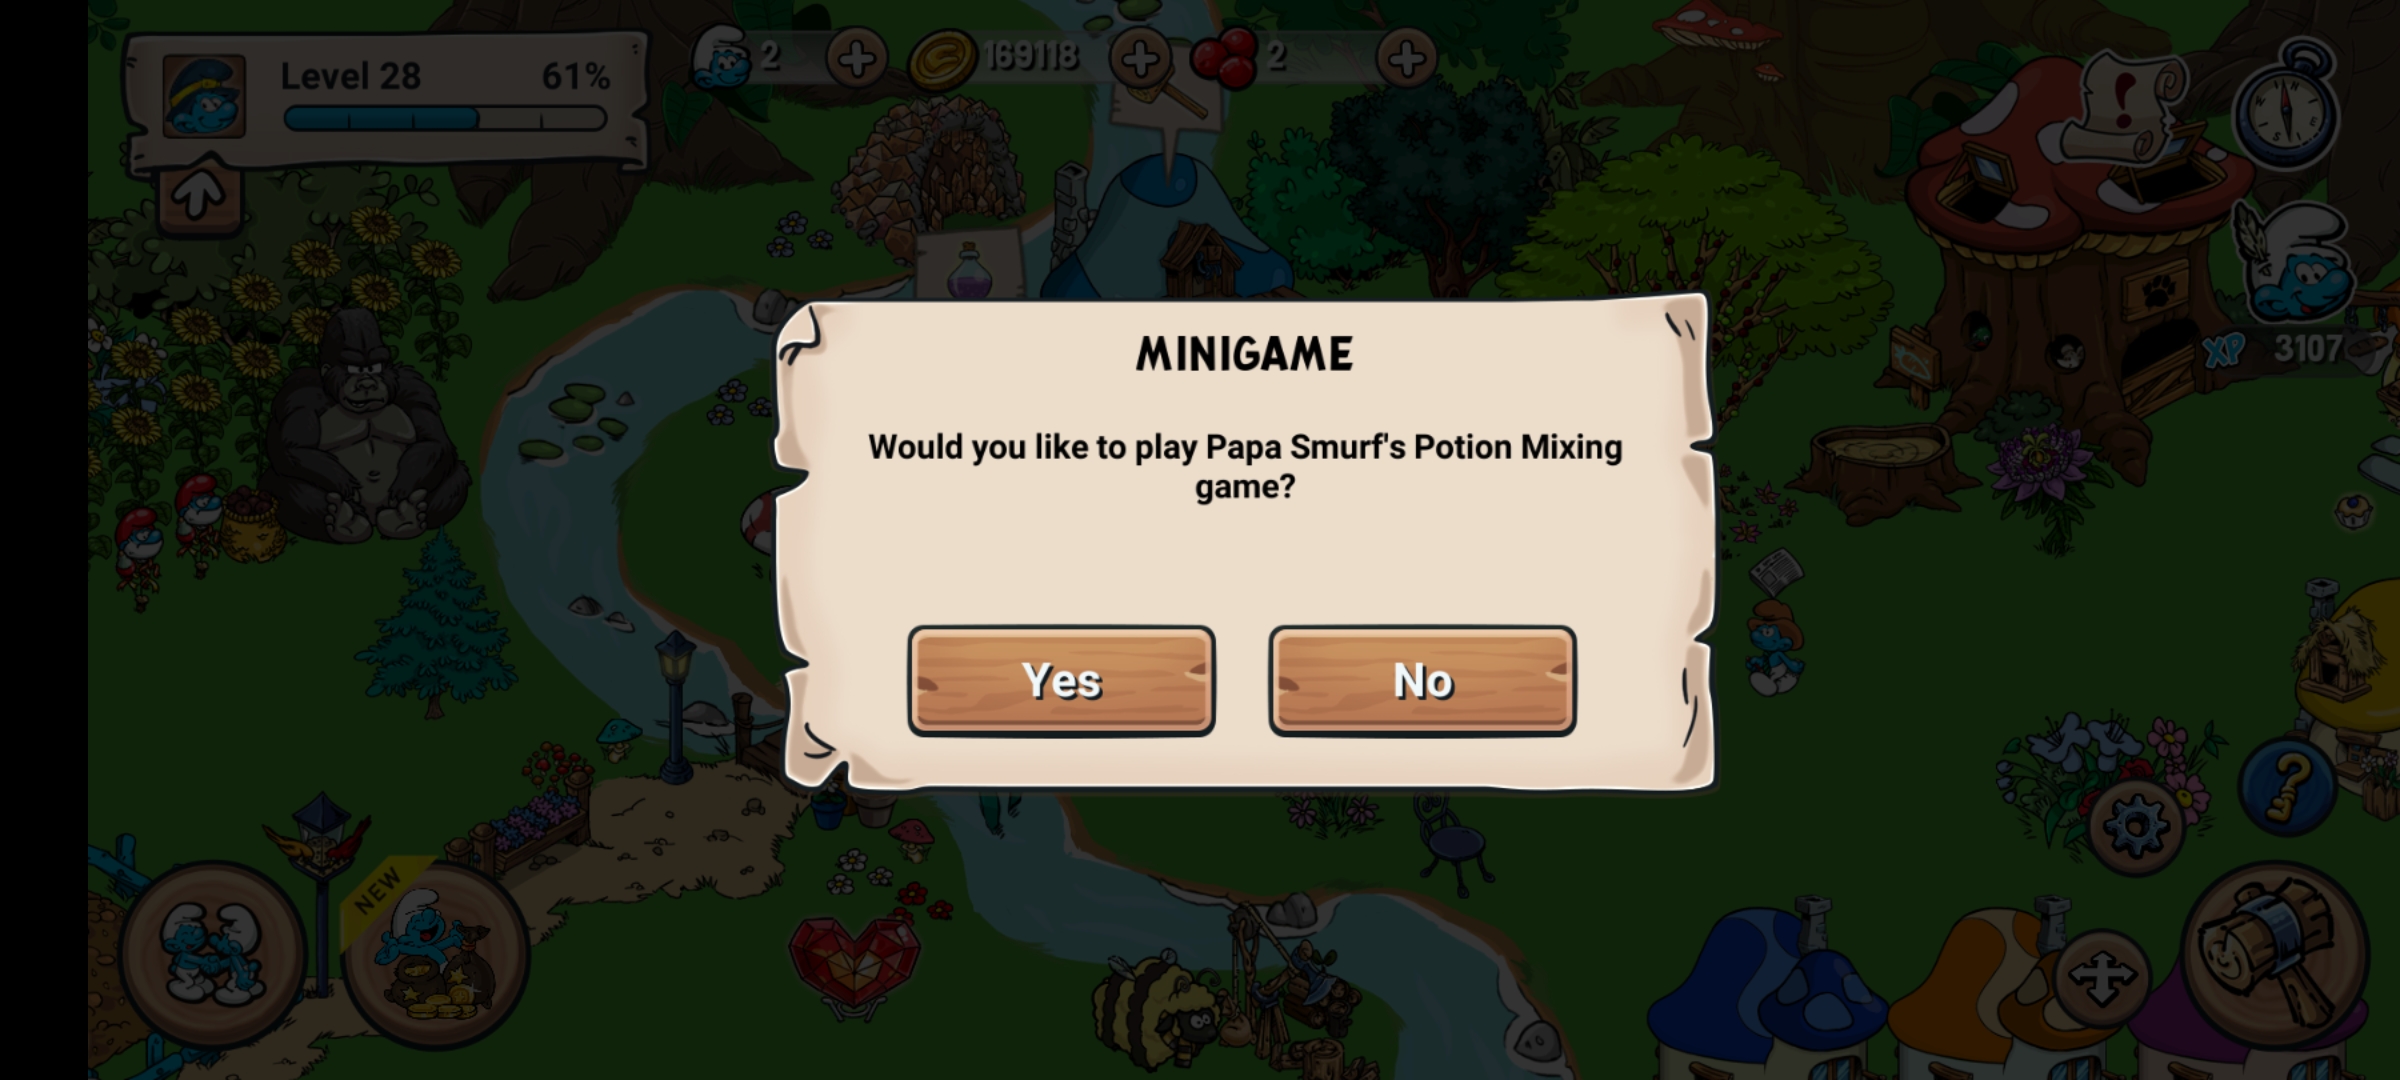 Level 28 61%
2
169118
2
XP 3107
MINIGAME
Would you like to play Papa Smurf's Potion Mixing
game?
Yes
No
NEW